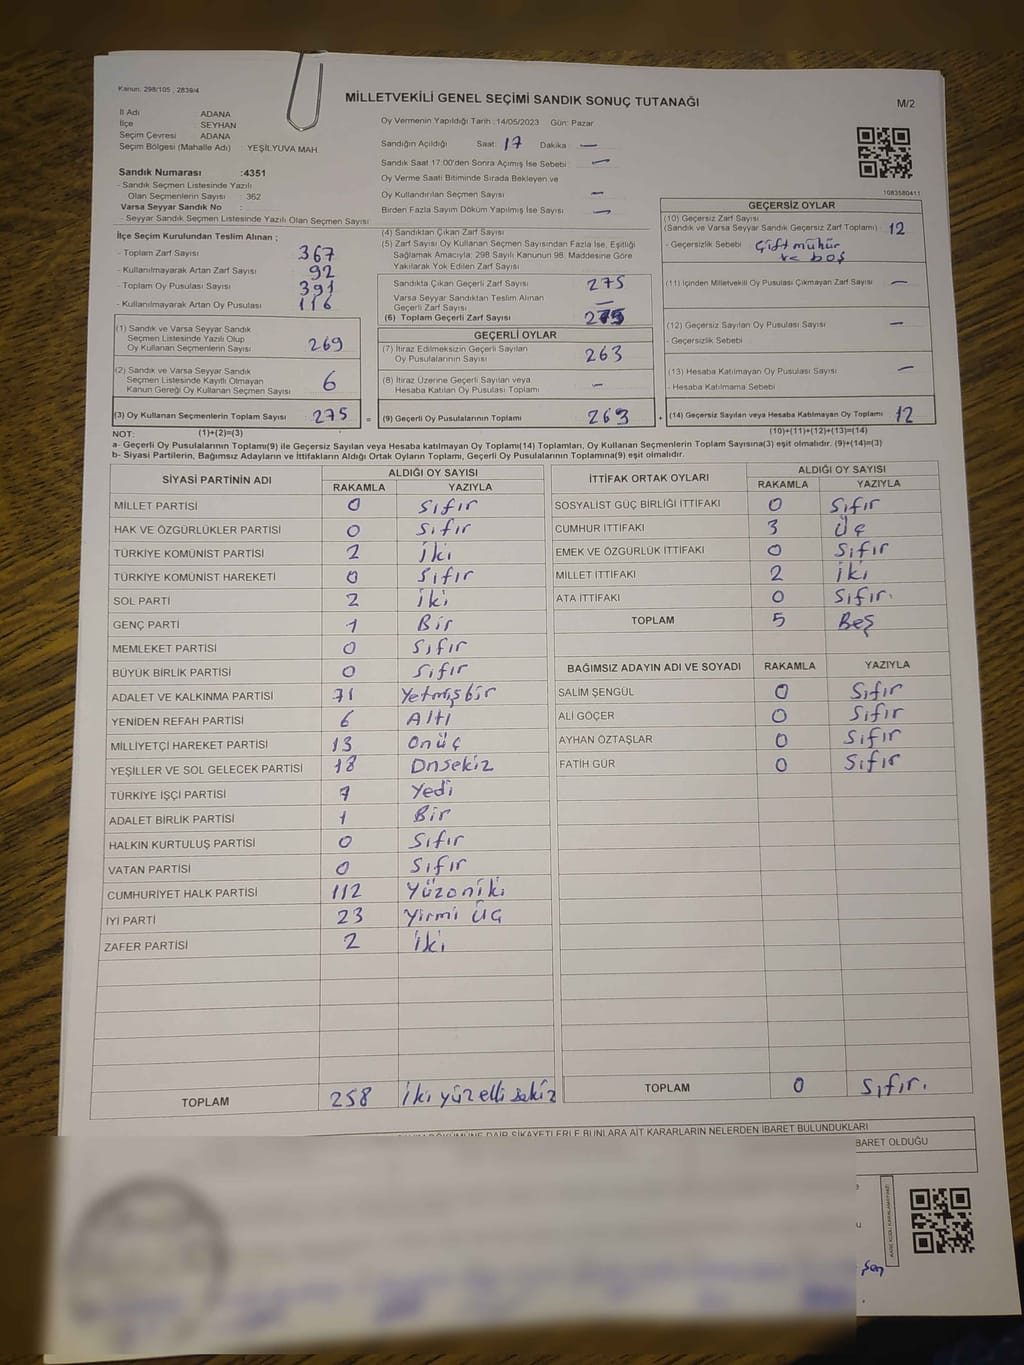 Kanun: 298/105 , 2839/4
MİLLETVEKİLİ GENEL SEÇİMİ SANDIK SONUÇ TUTANAĞI
M/2
İl Adı ADANA
İlçe SEYHAN
Seçim Çevresi ADANA
Seçim Bölgesi (Mahalle Adı) : YEŞİLYUVA MAH.
Sandık Numarası :4351
- Sandık Seçmen Listesinde Yazılı
Olan Seçmenlerin Sayısı : 362
Varsa Seyyar Sandık No :
- Seyyar Sandık Seçmen Listesinde Yazılı Olan Seçmen Sayısı
Oy Vermenin Yapıldığı Tarih :14/05/2023 Gün: Pazar
Sandığın Açıldığı Saat: 17 Dakika : —
Sandık Saat 17:00'den Sonra Açımış İse Sebebi : —
Oy Verme Saati Bitiminde Sırada Bekleyen ve
Oy Kullandırılan Seçmen Sayısı —
Birden Fazla Sayım Döküm Yapılmış İse Sayısı —
1083580411
İlçe Seçim Kurulundan Teslim Alınan ;
- Toplam Zarf Sayısı 367
- Kullanılmayarak Artan Zarf Sayısı 92
- Toplam Oy Pusulası Sayısı 391
- Kullanılmayarak Artan Oy Pusulası 116
(1) Sandık ve Varsa Seyyar Sandık
Seçmen Listesinde Yazılı Olup
Oy Kullanan Seçmenlerin Sayısı 269
(2) Sandık ve Varsa Seyyar Sandık
Seçmen Listesinde Kayıtlı Olmayan
Kanun Gereği Oy Kullanan Seçmen Sayısı 6
(3) Oy Kullanan Seçmenlerin Toplam Sayısı 275 =
(1)+(2)=(3)
(4) Sandıktan Çıkan Zarf Sayısı
(5) Zarf Sayısı Oy Kullanan Seçmen Sayısından Fazla İse, Eşitliği
Sağlamak Amacıyla; 298 Sayılı Kanunun 98. Maddesine Göre
Yakılarak Yok Edilen Zarf Sayısı
Sandıkta Çıkan Geçerli Zarf Sayısı 275
Varsa Seyyar Sandıktan Teslim Alınan
Geçerli Zarf Sayısı —
(6) Toplam Geçerli Zarf Sayısı 275
GEÇERLİ OYLAR
(7) İtiraz Edilmeksizin Geçerli Sayılan
Oy Pusulalarının Sayısı 263
(8) İtiraz Üzerine Geçerli Sayılan veya
Hesaba Katılan Oy Pusulası Toplamı —
(9) Geçerli Oy Pusulalarının Toplamı 263 +
GEÇERSİZ OYLAR
(10) Geçersiz Zarf Sayısı
(Sandık ve Varsa Seyyar Sandık Geçersiz Zarf Toplamı) 12
- Geçersizlik Sebebi Çift mühür
ve boş
(11) İçinden Milletvekili Oy Pusulası Çıkmayan Zarf Sayısı —
(12) Geçersiz Sayılan Oy Pusulası Sayısı —
- Geçersizlik Sebebi
(13) Hesaba Katılmayan Oy Pusulası Sayısı —
- Hesaba Katılmama Sebebi
(14) Geçersiz Sayılan veya Hesaba Katılmayan Oy Toplamı 12
(10)+(11)+(12)+(13)=(14)
NOT:
a- Geçerli Oy Pusulalarının Toplamı(9) ile Geçersiz Sayılan veya Hesaba katılmayan Oy Toplamı(14) Toplamları, Oy Kullanan Seçmenlerin Toplam Sayısına(3) eşit olmalıdır. (9)+(14)=(3)
b- Siyasi Partilerin, Bağımsız Adayların ve İttifakların Aldığı Ortak Oyların Toplamı, Geçerli Oy Pusulalarının Toplamına(9) eşit olmalıdır.
SİYASİ PARTİNİN ADI ALDIĞI OY SAYISI
RAKAMLA YAZIYLA
MİLLET PARTİSİ 0 Sıfır
HAK VE ÖZGÜRLÜKLER PARTİSİ 0 Sıfır
TÜRKİYE KOMÜNİST PARTİSİ 2 iki
TÜRKİYE KOMÜNİST HAREKETİ 0 Sıfır
SOL PARTİ 2 iki
GENÇ PARTİ 1 Bir
MEMLEKET PARTİSİ 0 Sıfır
BÜYÜK BİRLİK PARTİSİ 0 Sıfır
ADALET VE KALKINMA PARTİSİ 71 Yetmişbir
YENİDEN REFAH PARTİSİ 6 Altı
MİLLİYETÇİ HAREKET PARTİSİ 13 Onüç
YEŞİLLER VE SOL GELECEK PARTİSİ 18 Onsekiz
TÜRKİYE İŞÇİ PARTİSİ 7 Yedi
ADALET BİRLİK PARTİSİ 1 Bir
HALKIN KURTULUŞ PARTİSİ 0 Sıfır
VATAN PARTİSİ 0 Sıfır
CUMHURİYET HALK PARTİSİ 112 Yüzoniki
İYİ PARTİ 23 Yirmi Üç
ZAFER PARTİSİ 2 İki
TOPLAM 258 İki yüz elli sekiz
İTTİFAK ORTAK OYLARI ALDIĞI OY SAYISI
RAKAMLA YAZIYLA
SOSYALİST GÜÇ BİRLİĞİ İTTİFAKI 0 Sıfır
CUMHUR İTTİFAKI 3 Üç
EMEK VE ÖZGÜRLÜK İTTİFAKI 0 Sıfır
MİLLET İTTİFAKI 2 iki
ATA İTTİFAKI 0 Sıfır.
TOPLAM 5 Beş
BAĞIMSIZ ADAYIN ADI VE SOYADI RAKAMLA YAZIYLA
SALİM ŞENGÜL 0 Sıfır
ALİ GÖÇER 0 Sıfır
AYHAN ÖZTAŞLAR 0 Sıfır
FATİH GÜR 0 Sıfır
TOPLAM 0 Sıfır.
DÖKÜMÜNE DAİR ŞİKAYETLERLE BUNLARA AİT KARARLARIN NELERDEN İBARET BULUNDUKLARI
BARET OLDUĞU